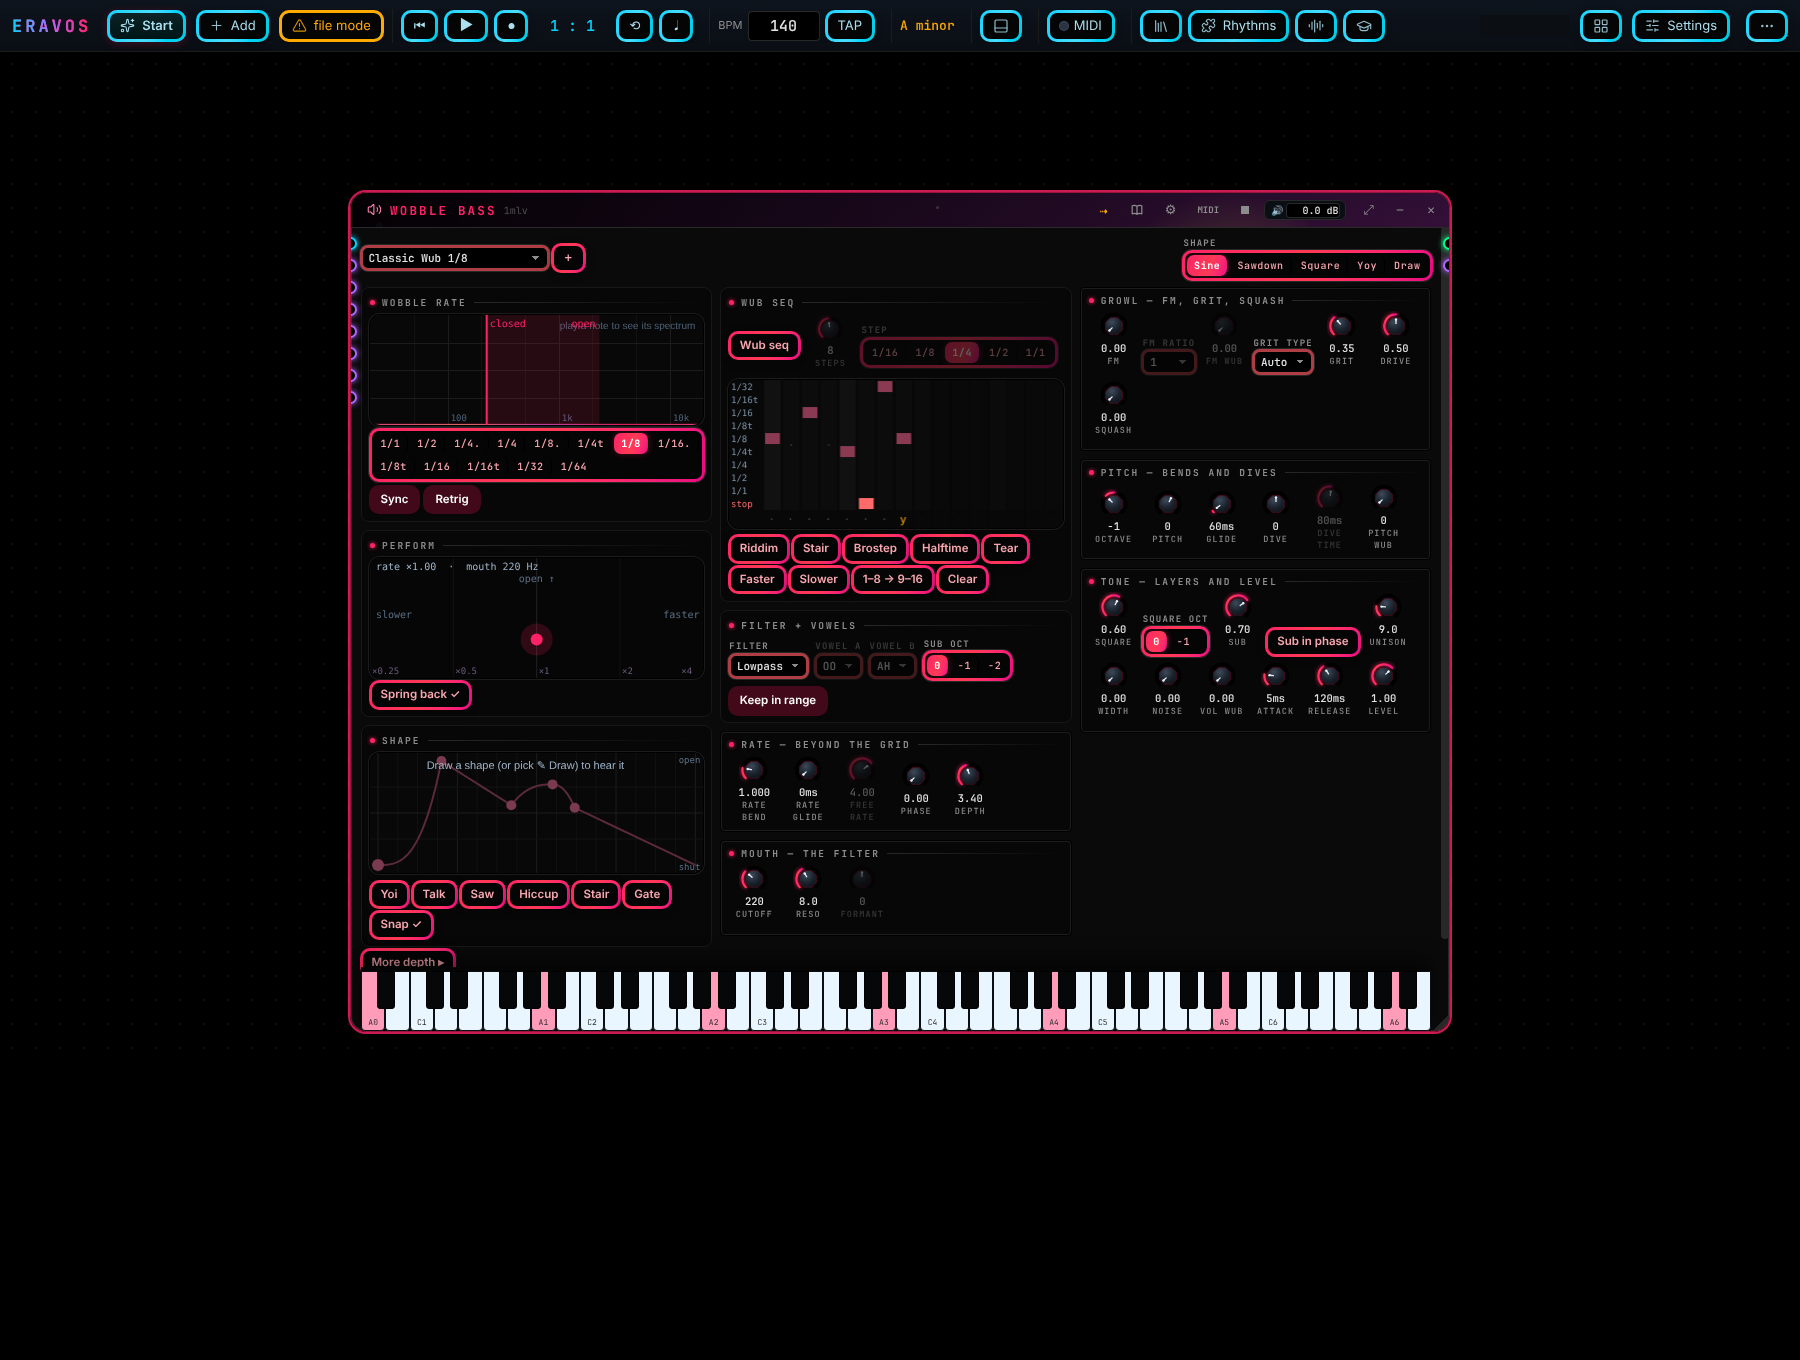 ERAVOS Start Add file mode 1 : 1 BPM 140 TAP A minor MIDI Rhythms Settings
WOBBLE BASS 1mlv MIDI 0.0 dB
Classic Wub 1/8 +
SHAPE
Sine Sawdown Square Yoy Draw
WOBBLE RATE
closed open
play a note to see its spectrum
100 1k 10k
1/1 1/2 1/4. 1/4 1/8. 1/4t 1/8 1/16.
1/8t 1/16 1/16t 1/32 1/64
Sync Retrig
PERFORM
rate ×1.00 · mouth 220 Hz
open ↑
slower faster
×0.25 ×0.5 ×1 ×2 ×4
Spring back ✓
SHAPE
Draw a shape (or pick ✎ Draw) to hear it
open
shut
Yoi Talk Saw Hiccup Stair Gate
Snap ✓
More depth ▸
WUB SEQ
Wub seq
8
STEPS
STEP
1/16 1/8 1/4 1/2 1/1
1/32
1/16t
1/16
1/8t
1/8
1/4t
1/4
1/2
1/1
stop
y
Riddim Stair Brostep Halftime Tear
Faster Slower 1–8 → 9–16 Clear
FILTER + VOWELS
FILTER VOWEL A VOWEL B SUB OCT
Lowpass OO AH 0 -1 -2
Keep in range
RATE — BEYOND THE GRID
1.000 0ms 4.00 0.00 3.40
RATE BEND RATE GLIDE FREE RATE PHASE DEPTH
MOUTH — THE FILTER
220 8.0 0
CUTOFF RESO FORMANT
GROWL — FM, GRIT, SQUASH
FM RATIO GRIT TYPE
0.00 1 0.00 Auto 0.35 0.50
FM FM WUB GRIT DRIVE
0.00
SQUASH
PITCH — BENDS AND DIVES
-1 0 60ms 0 80ms 0
OCTAVE PITCH GLIDE DIVE DIVE TIME PITCH WUB
TONE — LAYERS AND LEVEL
SQUARE OCT
0.60 0 -1 0.70 Sub in phase 9.0
SQUARE SUB UNISON
0.00 0.00 0.00 5ms 120ms 1.00
WIDTH NOISE VOL WUB ATTACK RELEASE LEVEL
A0 C1 A1 C2 A2 C3 A3 C4 A4 C5 A5 C6 A6